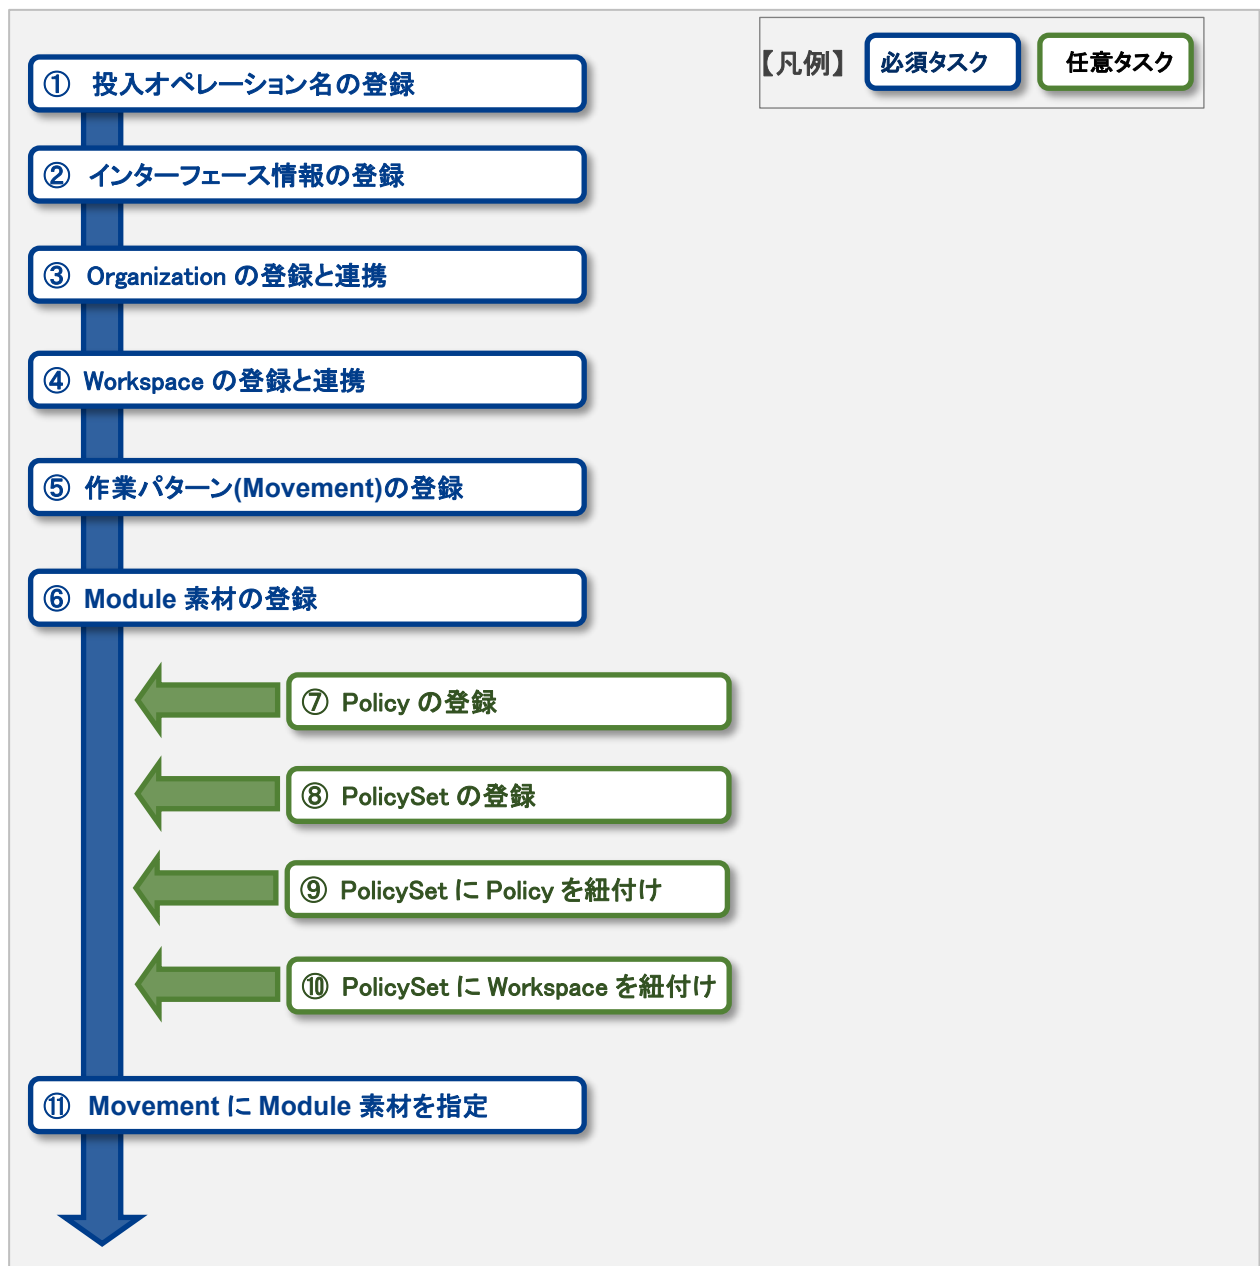 【凡例】 必須タスク 任意タスク
① 投入オペレーション名の登録
② インターフェース情報の登録
③ Organization の登録と連携
④ Workspace の登録と連携
⑤ 作業パターン(Movement)の登録
⑥ Module 素材の登録
⑦ Policy の登録
⑧ PolicySet の登録
⑨ PolicySet に Policy を紐付け
⑩ PolicySet に Workspace を紐付け
⑪ Movement に Module 素材を指定